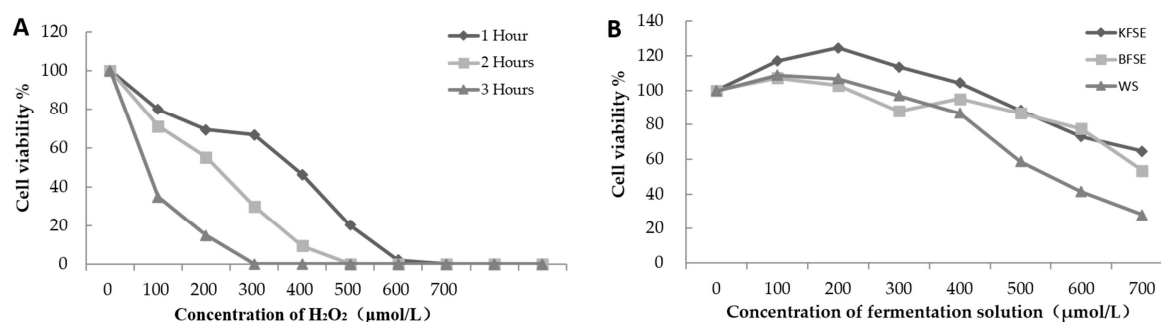 A
120
100
80
60
40
20
0
Cell viability %
1 Hour
2 Hours
3 Hours
0 100 200 300 400 500 600 700
Concentration of H₂O₂（μmol/L）
B
140
120
100
80
60
40
20
0
Cell viability %
KFSE
BFSE
WS
0 100 200 300 400 500 600 700
Concentration of fermentation solution（μmol/L）